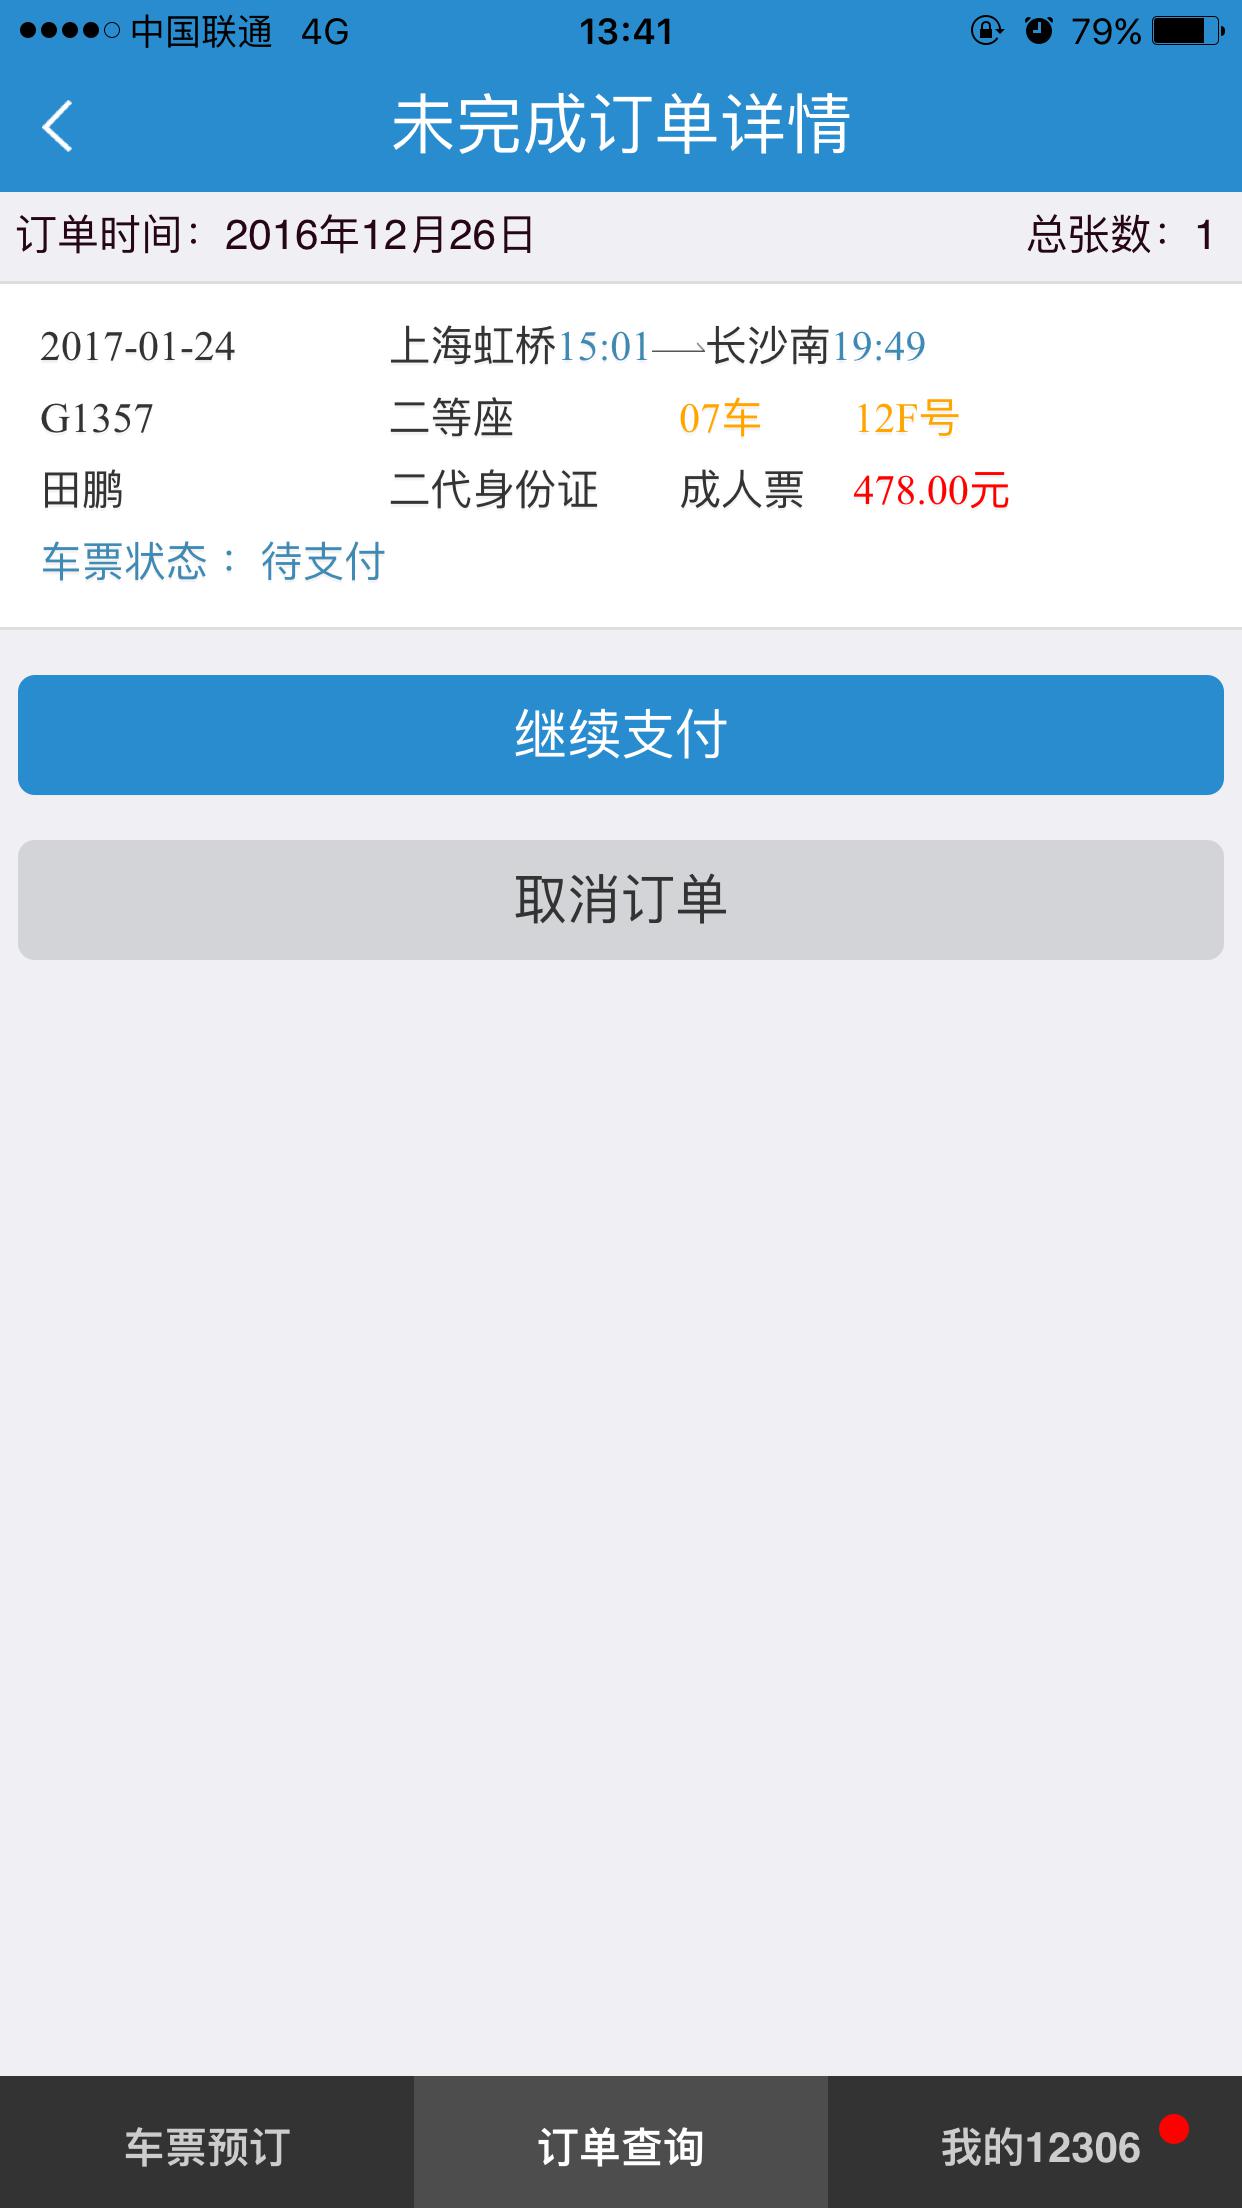 中国联通 4G 13:41 79%
未完成订单详情
订单时间：2016年12月26日 总张数：1
2017-01-24 上海虹桥15:01—→长沙南19:49
G1357 二等座 07车 12F号
田鹏 二代身份证 成人票 478.00元
车票状态：待支付
继续支付
取消订单
车票预订 订单查询 我的12306